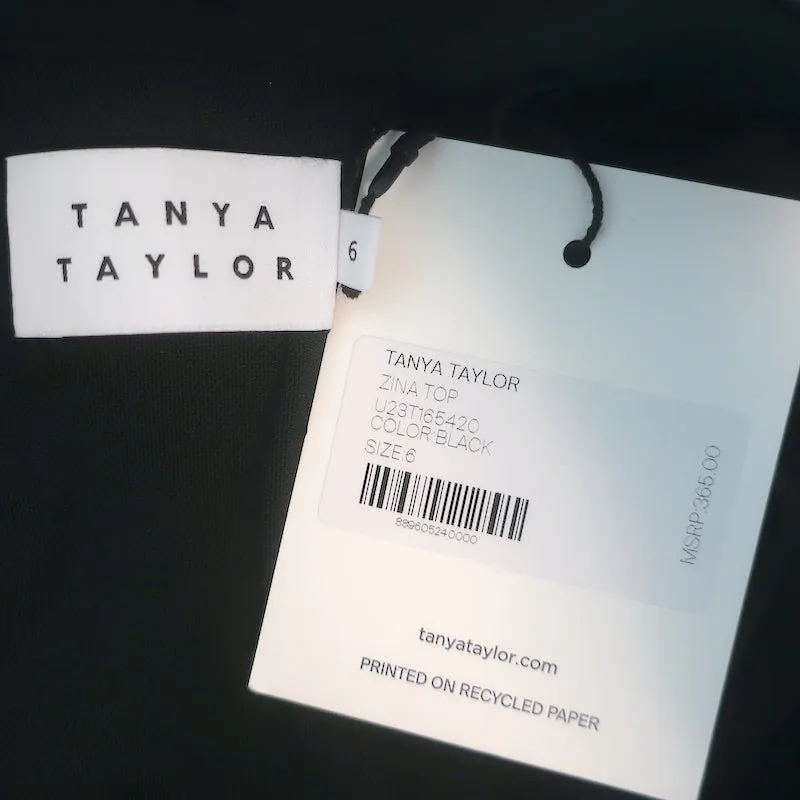 TANYA
TAYLOR
6
TANYA TAYLOR
ZINA TOP
U23T165420
COLOR:BLACK
SIZE:6
889605240000
MSRP:365.00
tanyataylor.com
PRINTED ON RECYCLED PAPER